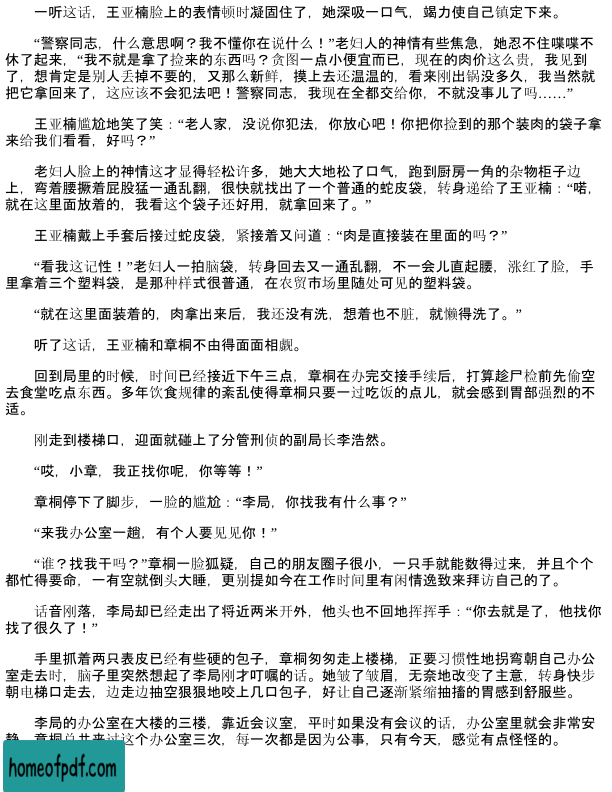 一听这话，王亚楠脸上的表情顿时凝固住了，她深吸一口气，竭力使自己镇定下来。
“警察同志，什么意思啊？我不懂你在说什么！”老妇人的神情有些焦急，她忍不住喋喋不
休了起来，“我不就是拿了捡来的东西吗？贪图一点小便宜而已，现在的肉价这么贵，我见到
了，想肯定是别人丢掉不要的，又那么新鲜，摸上去还温温的，看来刚出锅没多久，我当然就
把它拿回来了，这应该不会犯法吧！警察同志，我现在全都交给你，不就没事儿了吗……”
王亚楠尴尬地笑了笑：“老人家，没说你犯法，你放心吧！你把你捡到的那个装肉的袋子拿
来给我们看看，好吗？”
老妇人脸上的神情这才显得轻松许多，她大大地松了口气，跑到厨房一角的杂物柜子边
上，弯着腰撅着屁股猛一通乱翻，很快就找出了一个普通的蛇皮袋，转身递给了王亚楠：“喏，
就在这里面放着的，我看这个袋子还好用，就拿回来了。”
王亚楠戴上手套后接过蛇皮袋，紧接着又问道：“肉是直接装在里面的吗？”
“看我这记性！”老妇人一拍脑袋，转身回去又一通乱翻，不一会儿直起腰，涨红了脸，手
里拿着三个塑料袋，是那种样式很普通，在农贸市场里随处可见的塑料袋。
“就在这里面装着的，肉拿出来后，我还没有洗，想着也不脏，就懒得洗了。”
听了这话，王亚楠和章桐不由得面面相觑。
回到局里的时候，时间已经接近下午三点，章桐在办完交接手续后，打算趁尸检前先偷空
去食堂吃点东西。多年饮食规律的紊乱使得章桐只要一过吃饭的点儿，就会感到胃部强烈的不
适。
刚走到楼梯口，迎面就碰上了分管刑侦的副局长李浩然。
“哎，小章，我正找你呢，你等等！”
章桐停下了脚步，一脸的尴尬：“李局，你找我有什么事？”
“来我办公室一趟，有个人要见见你！”
“谁？找我干吗？”章桐一脸狐疑，自己的朋友圈子很小，一只手就能数得过来，并且个个
都忙得要命，一有空就倒头大睡，更别提如今在工作时间里有闲情逸致来拜访自己的了。
话音刚落，李局却已经走出了将近两米开外，他头也不回地挥挥手：“你去就是了，他找你
找了很久了！”
手里抓着两只表皮已经有些硬的包子，章桐匆匆走上楼梯，正要习惯性地拐弯朝自己办公
室走去时，脑子里突然想起了李局刚才叮嘱的话。她皱了皱眉，无奈地改变了主意，转身快步
朝电梯口走去，边走边抽空狠狠地咬上几口包子，好让自己逐渐紧缩抽搐的胃感到舒服些。
李局的办公室在大楼的三楼，靠近会议室，平时如果没有会议的话，办公室里就会非常安
静。章桐总共来过这个办公室三次，每一次都是因为公事，只有今天，感觉有点怪怪的。
homeofpdf.com